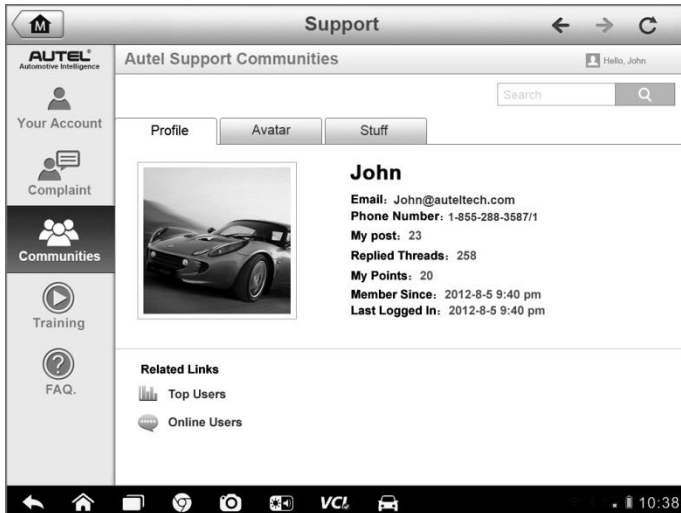 M
Support
AUTEL®
Automotive Intelligence
Autel Support Communities
Hello, John
Search
Your Account
Complaint
Communities
Training
?
FAQ.
Profile
Avatar
Stuff
John
Email: John@auteltech.com
Phone Number: 1-855-288-3587/1
My post: 23
Replied Threads: 258
My Points: 20
Member Since: 2012-8-5 9:40 pm
Last Logged In: 2012-8-5 9:40 pm
Related Links
Top Users
Online Users
VCI
10:38